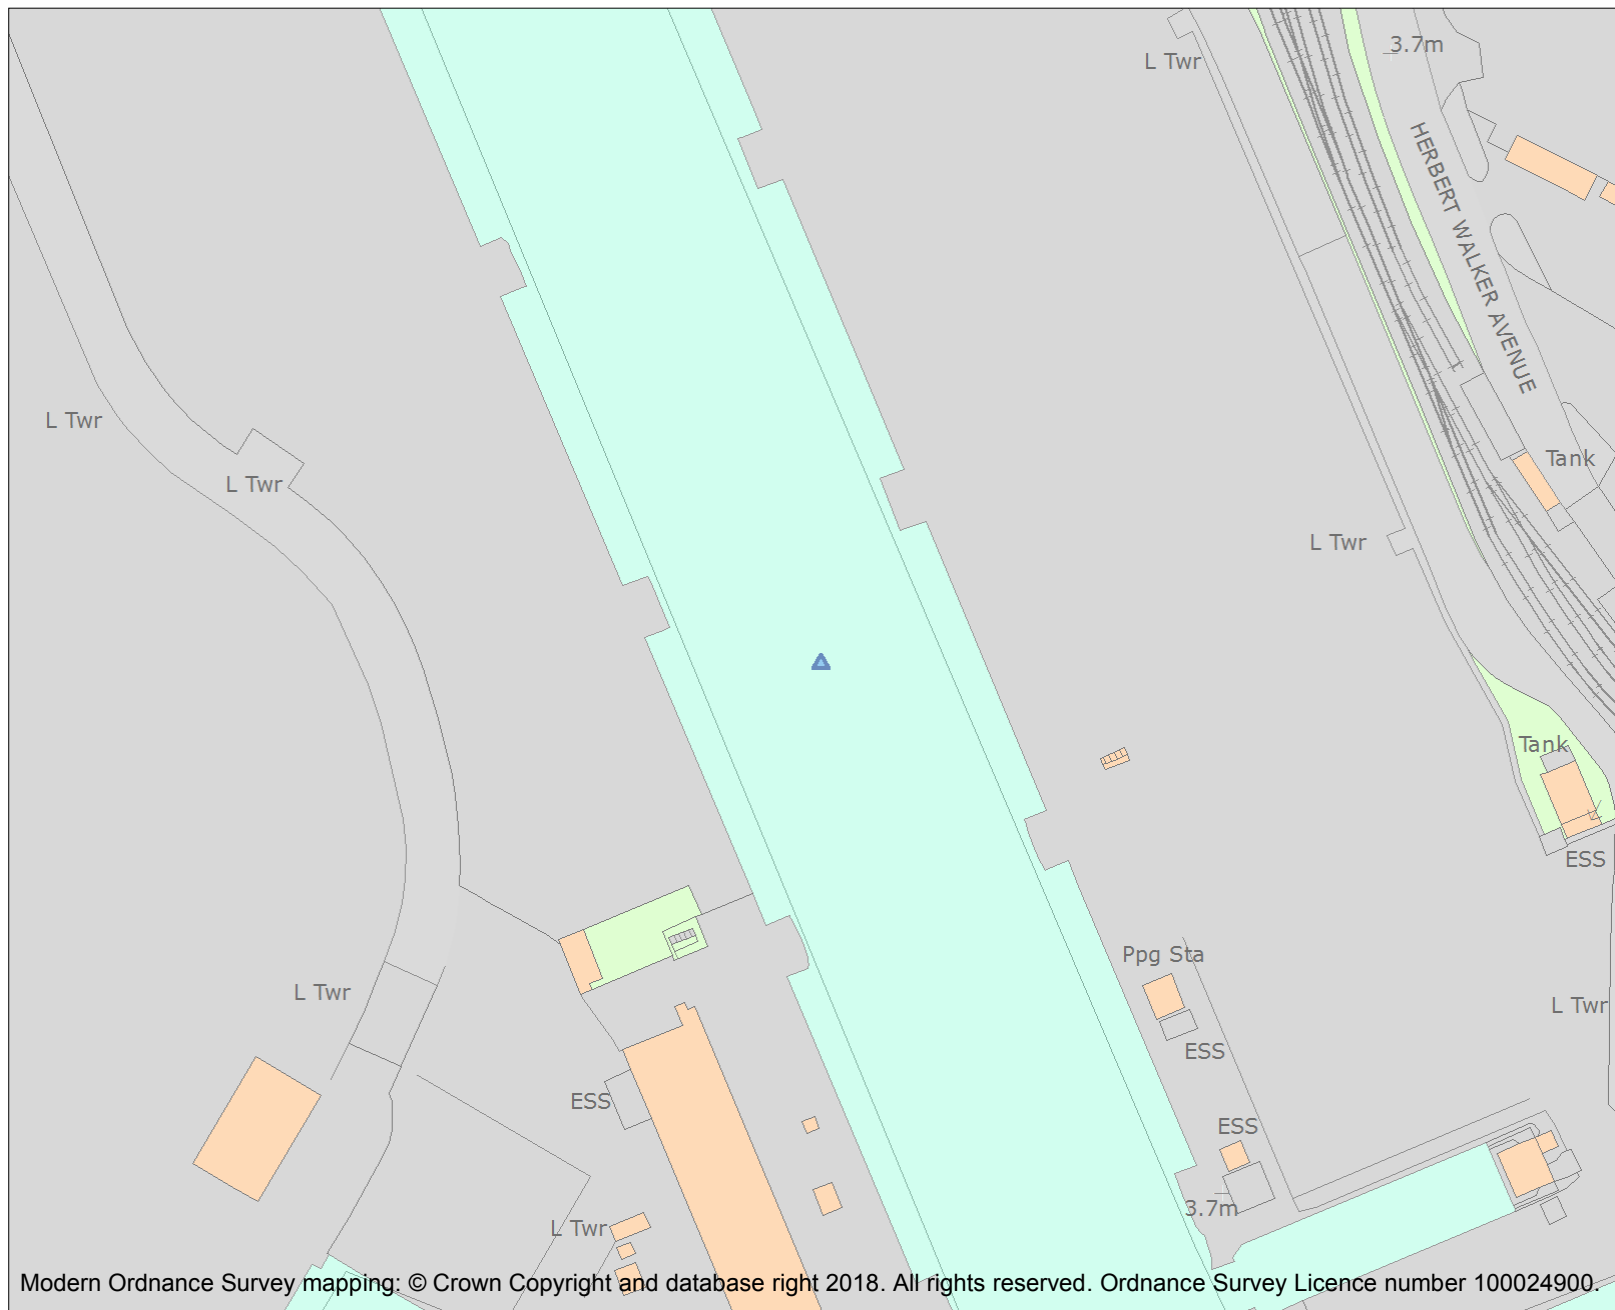 3.7m
L Twr
HERBERT WALKER AVENUE
L Twr
Tank
L Twr
L Twr
Tank
ESS
Ppg Sta
L Twr
L Twr
ESS
ESS
ESS
3.7m
L Twr
Modern Ordnance Survey mapping: © Crown Copyright and database right 2018. All rights reserved. Ordnance Survey Licence number 100024900.